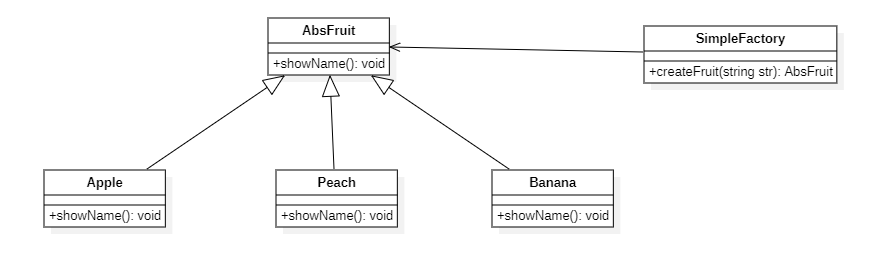 AbsFruit
+showName(): void
SimpleFactory
+createFruit(string str): AbsFruit
Apple
+showName(): void
Peach
+showName(): void
Banana
+showName(): void